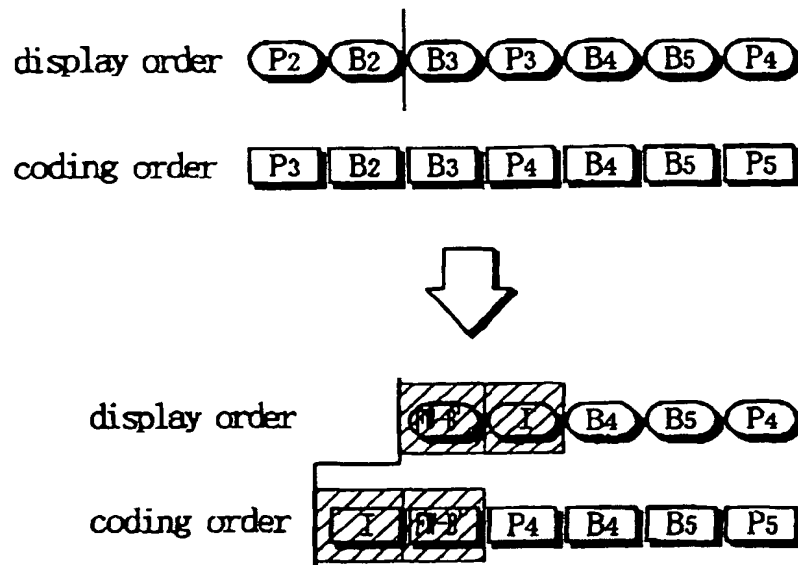 display order P2 B2 B3 P3 B4 B5 P4
coding order P3 B2 B3 P4 B4 B5 P5
display order I B4 B5 P4
coding order I P4 B4 B5 P5